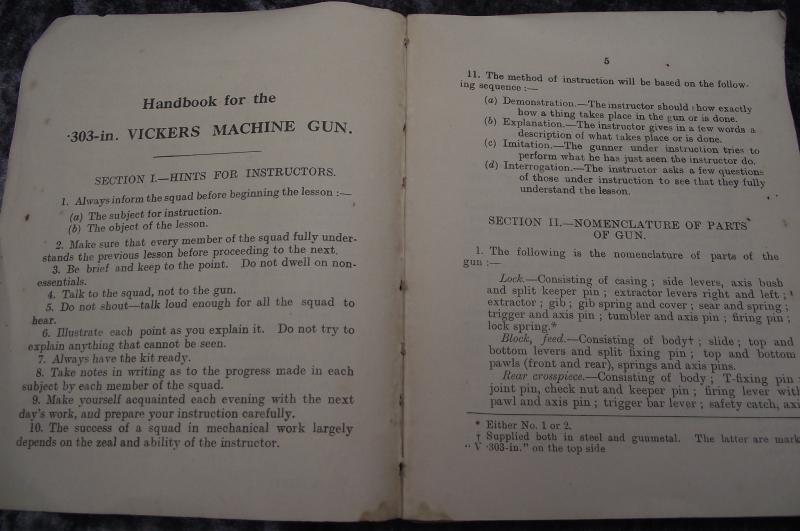 Handbook for the
·303-in. VICKERS MACHINE GUN.
SECTION I.—HINTS FOR INSTRUCTORS.
1. Always inform the squad before beginning the lesson :—
(a) The subject for instruction.
(b) The object of the lesson.
2. Make sure that every member of the squad fully under-
stands the previous lesson before proceeding to the next.
3. Be brief and keep to the point. Do not dwell on non-
essentials.
4. Talk to the squad, not to the gun.
5. Do not shout—talk loud enough for all the squad to
hear.
6. Illustrate each point as you explain it. Do not try to
explain anything that cannot be seen.
7. Always have the kit ready.
8. Take notes in writing as to the progress made in each
subject by each member of the squad.
9. Make yourself acquainted each evening with the next
day's work, and prepare your instruction carefully.
10. The success of a squad in mechanical work largely
depends on the zeal and ability of the instructor.
5
11. The method of instruction will be based on the follow-
ing sequence :—
(a) Demonstration.—The instructor should show exactly
how a thing takes place in the gun or is done.
(b) Explanation.—The instructor gives in a few words a
description of what takes place or is done.
(c) Imitation.—The gunner under instruction tries to
perform what he has just seen the instructor do.
(d) Interrogation.—The instructor asks a few questions
of those under instruction to see that they fully
understand the lesson.
SECTION II.—NOMENCLATURE OF PARTS
OF GUN.
1. The following is the nomenclature of parts of the
gun :—
Lock.—Consisting of casing ; side levers, axis bush
and split keeper pin ; extractor levers right and left ;
extractor ; gib ; gib spring and cover ; sear and spring ;
trigger and axis pin ; tumbler and axis pin ; firing pin ;
lock spring.*
Block, feed.—Consisting of body† ; slide ; top and
bottom levers and split fixing pin ; top and bottom
pawls (front and rear), springs and axis pins.
Rear crosspiece.—Consisting of body ; T-fixing pin
joint pin, check nut and keeper pin ; firing lever with
pawl and axis pin ; trigger bar lever ; safety catch, axi
* Either No. 1 or 2.
† Supplied both in steel and gunmetal. The latter are mark
" V ·303-in." on the top side